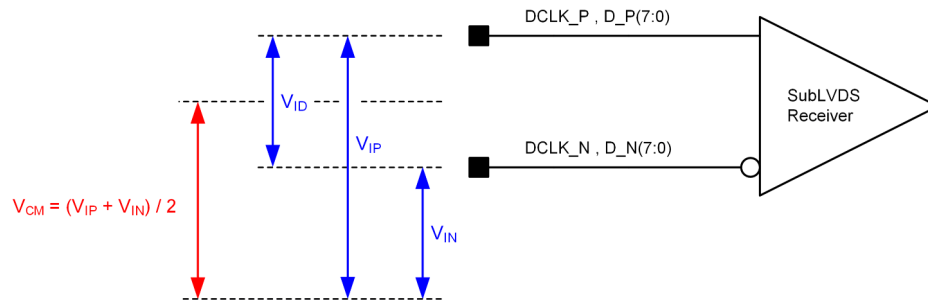 DCLK_P , D_P(7:0)
SubLVDS
Receiver
VID
VIP
DCLK_N , D_N(7:0)
VCM = (VIP + VIN) / 2
VIN